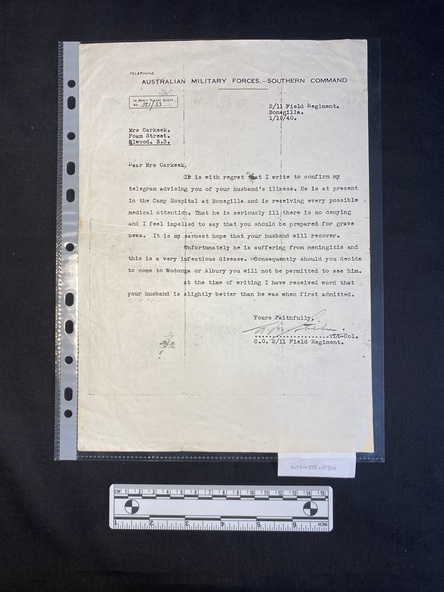 TELEPHONE
AUSTRALIAN MILITARY FORCES.—SOUTHERN COMMAND
IN REPLY PLEASE QUOTE
No.
2/11 Field Regiment.
Bonegilla.
1/10/40.
Mrs Carkeek.
Foam Street.
Elwood. S.3.
Dear Mrs Carkeek,
It is with regret that I write to confirm my
telegram advising you of your husband's illness. He is at present
in the Camp Hospital at Bonegilla and is receiving every possible
medical attention. That he is seriously ill there is no denying
and I feel impelled to say that you should be prepared for grave
news. It is my earnest hope that your husband will recover.
Unfortunately he is suffering from meningitis and
this is a very infectious disease. Consequently should you decide
to come to Wodonga or Albury you will not be permitted to see him.
At the time of writing I have received word that
your husband is slightly better than he was when first admitted.
Yours Faithfully,
Lt-Col.
C.O. 2/11 Field Regiment.